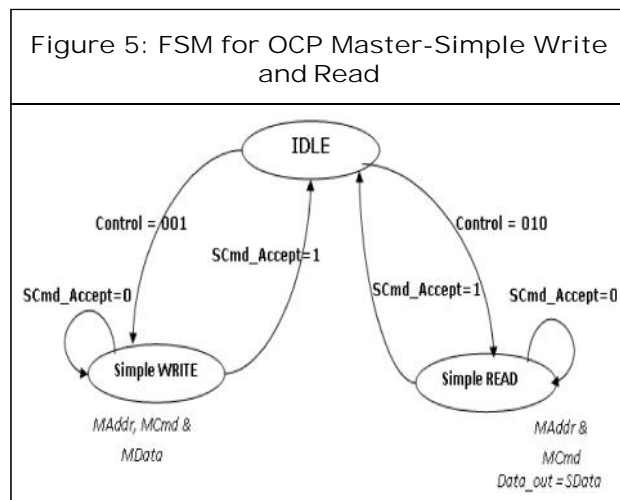 Figure 5: FSM for OCP Master-Simple Write
and Read
IDLE
Control = 001
Control = 010
SCmd_Accept=1
SCmd_Accept=1
SCmd_Accept=0
SCmd_Accept=0
Simple WRITE
Simple READ
MAddr, MCmd &
MData
MAddr &
MCmd
Data_out = SData